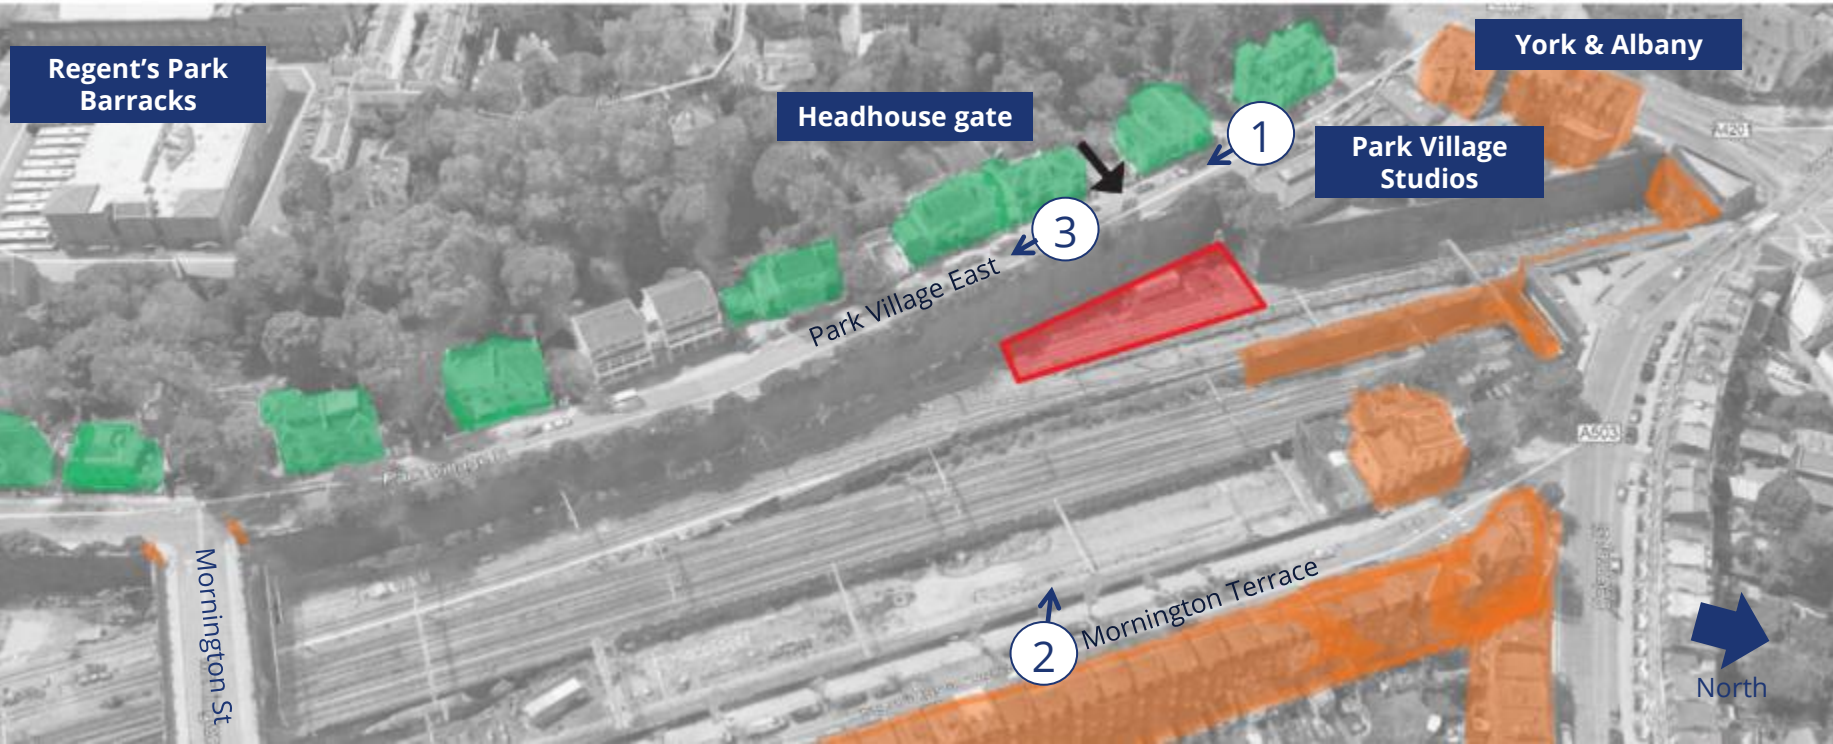 York & Albany
Regent's Park
Barracks
Headhouse gate
1
A4201
Park Village
Studios
3
Park Village East
A503
Mornington St
Mornington Terrace
2
North